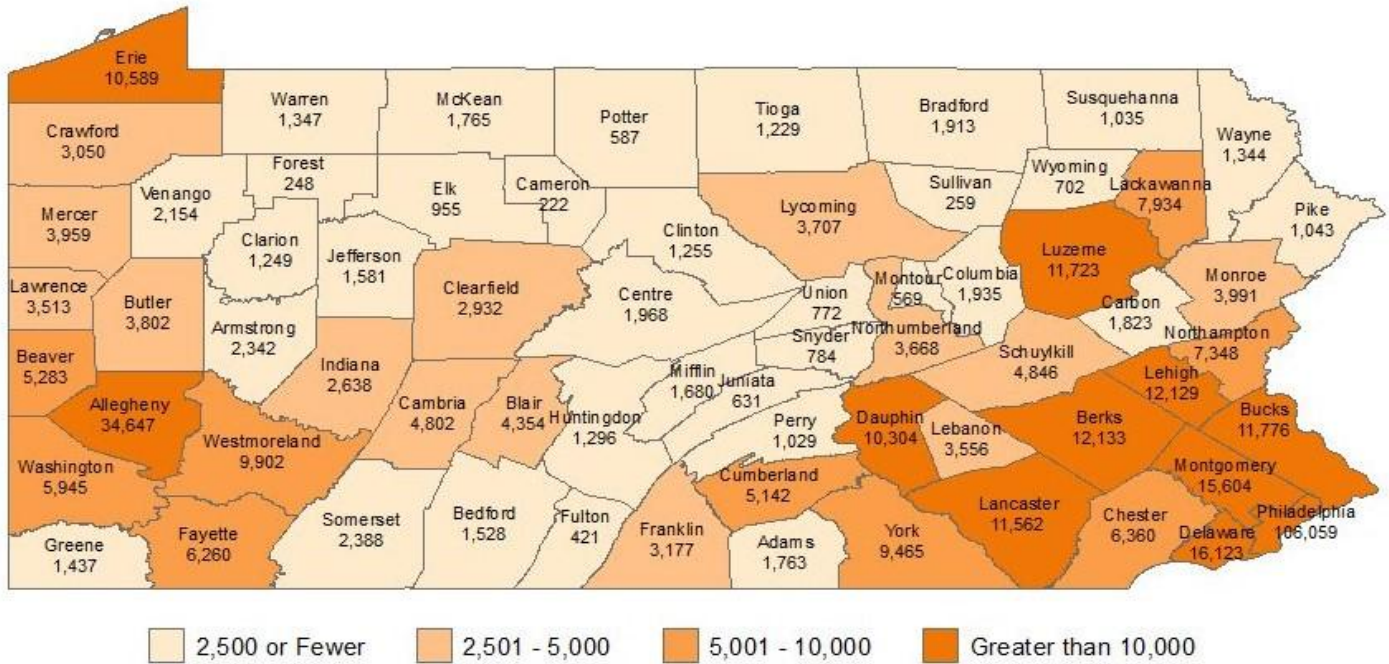 Erie
10,589
Warren
1,347
McKean
1,765
Potter
587
Tioga
1,229
Bradford
1,913
Susquehanna
1,035
Wayne
1,344
Crawford
3,050
Forest
248
Venango
2,154
Elk
955
Cameron
222
Sullivan
259
Wyoming
702
Lackawanna
7,934
Mercer
3,959
Clarion
1,249
Jefferson
1,581
Clinton
1,255
Lycoming
3,707
Pike
1,043
Luzerne
11,723
Lawrence
3,513
Butler
3,802
Clearfield
2,932
Centre
1,968
Union
772
Montour
569
Columbia
1,935
Monroe
3,991
Carbon
1,823
Armstrong
2,342
Snyder
784
Northumberland
3,668
Northampton
7,348
Beaver
5,283
Indiana
2,638
Mifflin
1,680
Juniata
631
Schuylkill
4,846
Lehigh
12,129
Allegheny
34,647
Cambria
4,802
Blair
4,354
Huntingdon
1,296
Perry
1,029
Dauphin
10,304
Lebanon
3,556
Berks
12,133
Bucks
11,776
Westmoreland
9,902
Washington
5,945
Cumberland
5,142
Montgomery
15,604
Somerset
2,388
Bedford
1,528
Fulton
421
Franklin
3,177
Lancaster
11,562
Chester
6,360
Philadelphia
106,059
Greene
1,437
Fayette
6,260
Adams
1,763
York
9,465
Delaware
16,123
2,500 or Fewer
2,501 - 5,000
5,001 - 10,000
Greater than 10,000